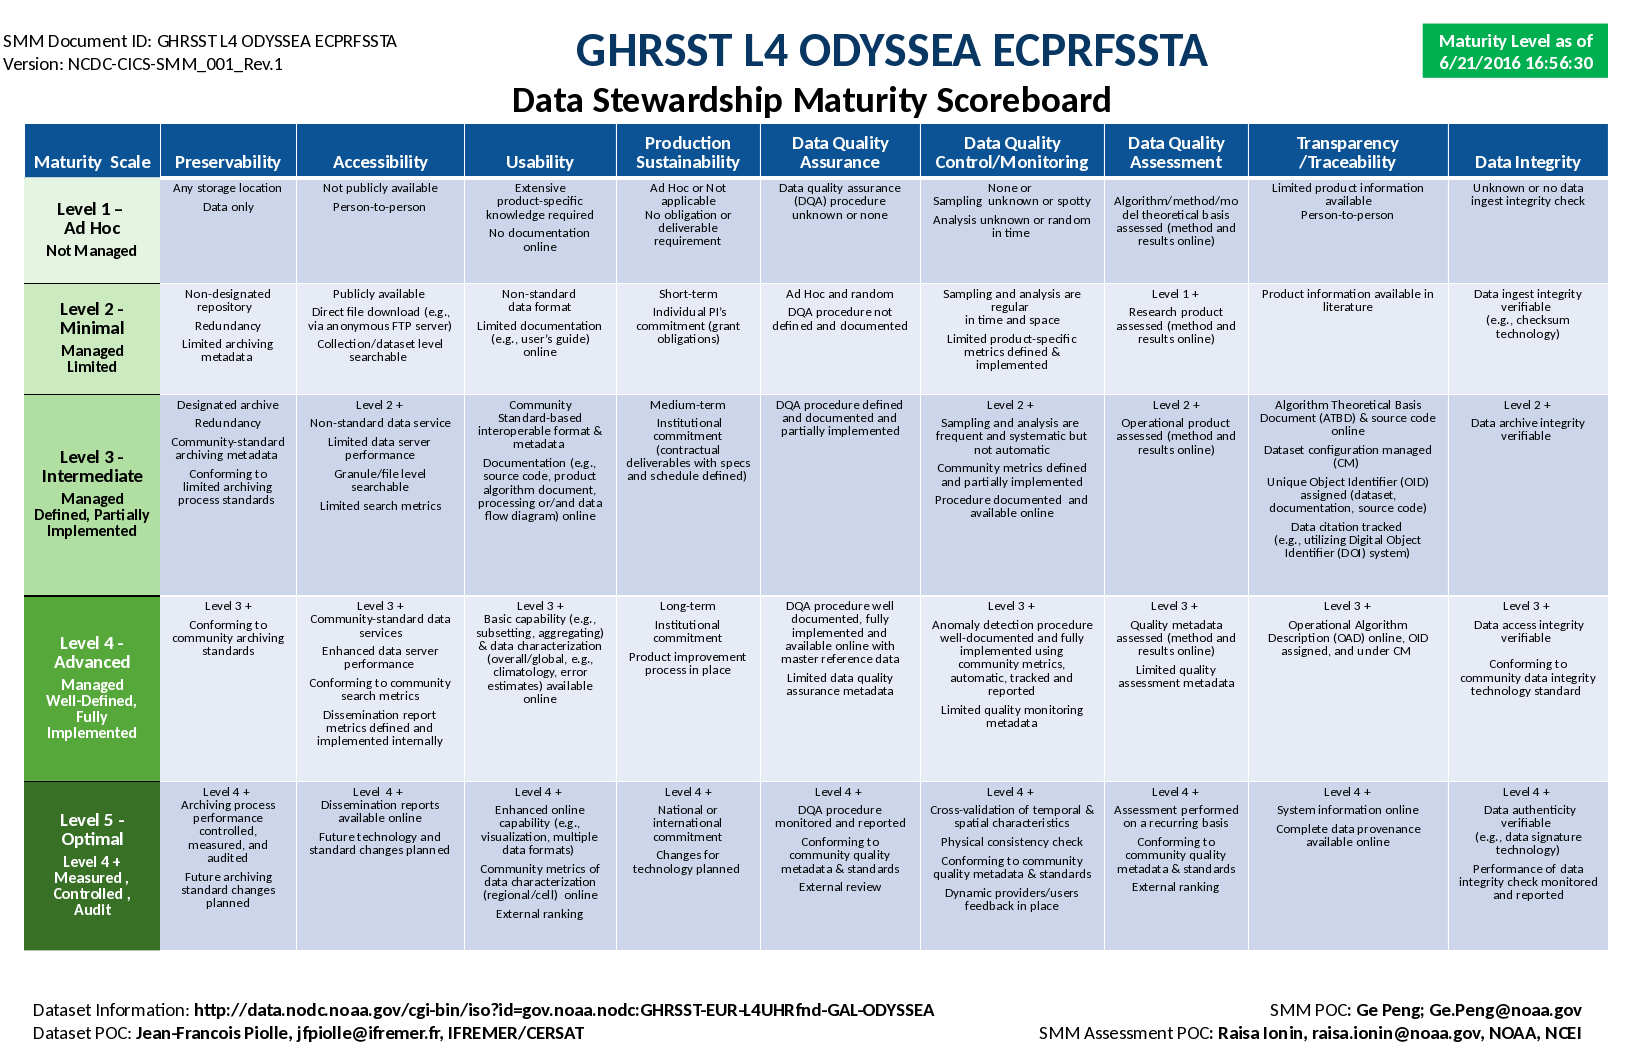 SMM Document ID: GHRSST L4 ODYSSEA ECPRFSSTA
Version: NCDC-CICS-SMM_001_Rev.1
GHRSST L4 ODYSSEA ECPRFSSTA
Data Stewardship Maturity Scoreboard
Maturity Level as of
6/21/2016 16:56:30
Maturity Scale
Preservability
Accessibility
Usability
Production
Sustainability
Data Quality
Assurance
Data Quality
Control/Monitoring
Data Quality
Assessment
Transparency
/Traceability
Data Integrity
Level 1 –
Ad Hoc
Not Managed
Any storage location
Data only
Not publicly available
Person-to-person
Extensive
product-specific
knowledge required
No documentation
online
Ad Hoc or Not
applicable
No obligation or
deliverable
requirement
Data quality assurance
(DQA) procedure
unknown or none
None or
Sampling unknown or spotty
Analysis unknown or random
in time
Algorithm/method/mo
del theoretical basis
assessed (method and
results online)
Limited product information
available
Person-to-person
Unknown or no data
ingest integrity check
Level 2 -
Minimal
Managed
Limited
Non-designated
repository
Redundancy
Limited archiving
metadata
Publicly available
Direct file download (e.g.,
via anonymous FTP server)
Collection/dataset level
searchable
Non-standard
data format
Limited documentation
(e.g., user's guide)
online
Short-term
Individual PI's
commitment (grant
obligations)
Ad Hoc and random
DQA procedure not
defined and documented
Sampling and analysis are
regular
in time and space
Limited product-specific
metrics defined &
implemented
Level 1 +
Research product
assessed (method and
results online)
Product information available in
literature
Data ingest integrity
verifiable
(e.g., checksum
technology)
Level 3 -
Intermediate
Managed
Defined, Partially
Implemented
Designated archive
Redundancy
Community-standard
archiving metadata
Conforming to
limited archiving
process standards
Level 2 +
Non-standard data service
Limited data server
performance
Granule/file level
searchable
Limited search metrics
Community
Standard-based
interoperable format &
metadata
Documentation (e.g.,
source code, product
algorithm document,
processing or/and data
flow diagram) online
Medium-term
Institutional
commitment
(contractual
deliverables with specs
and schedule defined)
DQA procedure defined
and documented and
partially implemented
Level 2 +
Sampling and analysis are
frequent and systematic but
not automatic
Community metrics defined
and partially implemented
Procedure documented and
available online
Level 2 +
Operational product
assessed (method and
results online)
Algorithm Theoretical Basis
Document (ATBD) & source code
online
Dataset configuration managed
(CM)
Unique Object Identifier (OID)
assigned (dataset,
documentation, source code)
Data citation tracked
(e.g., utilizing Digital Object
Identifier (DOI) system)
Level 2 +
Data archive integrity
verifiable
Level 4 -
Advanced
Managed
Well-Defined,
Fully
Implemented
Level 3 +
Conforming to
community archiving
standards
Level 3 +
Community-standard data
services
Enhanced data server
performance
Conforming to community
search metrics
Dissemination report
metrics defined and
implemented internally
Level 3 +
Basic capability (e.g.,
subsetting, aggregating)
& data characterization
(overall/global, e.g.,
climatology, error
estimates) available
online
Long-term
Institutional
commitment
Product improvement
process in place
DQA procedure well
documented, fully
implemented and
available online with
master reference data
Limited data quality
assurance metadata
Level 3 +
Anomaly detection procedure
well-documented and fully
implemented using
community metrics,
automatic, tracked and
reported
Limited quality monitoring
metadata
Level 3 +
Quality metadata
assessed (method and
results online)
Limited quality
assessment metadata
Level 3 +
Operational Algorithm
Description (OAD) online, OID
assigned, and under CM
Level 3 +
Data access integrity
verifiable
Conforming to
community data integrity
technology standard
Level 5 -
Optimal
Level 4 +
Measured ,
Controlled ,
Audit
Level 4 +
Archiving process
performance
controlled,
measured, and
audited
Future archiving
standard changes
planned
Level 4 +
Dissemination reports
available online
Future technology and
standard changes planned
Level 4 +
Enhanced online
capability (e.g.,
visualization, multiple
data formats)
Community metrics of
data characterization
(regional/cell) online
External ranking
Level 4 +
National or
international
commitment
Changes for
technology planned
Level 4 +
DQA procedure
monitored and reported
Conforming to
community quality
metadata & standards
External review
Level 4 +
Cross-validation of temporal &
spatial characteristics
Physical consistency check
Conforming to community
quality metadata & standards
Dynamic providers/users
feedback in place
Level 4 +
Assessment performed
on a recurring basis
Conforming to
community quality
metadata & standards
External ranking
Level 4 +
System information online
Complete data provenance
available online
Level 4 +
Data authenticity
verifiable
(e.g., data signature
technology)
Performance of data
integrity check monitored
and reported
Dataset Information: http://data.nodc.noaa.gov/cgi-bin/iso?id=gov.noaa.nodc:GHRSST-EUR-L4UHRfnd-GAL-ODYSSEA
Dataset POC: Jean-Francois Piolle, jfpiolle@ifremer.fr, IFREMER/CERSAT
SMM POC: Ge Peng; Ge.Peng@noaa.gov
SMM Assessment POC: Raisa Ionin, raisa.ionin@noaa.gov, NOAA, NCEI